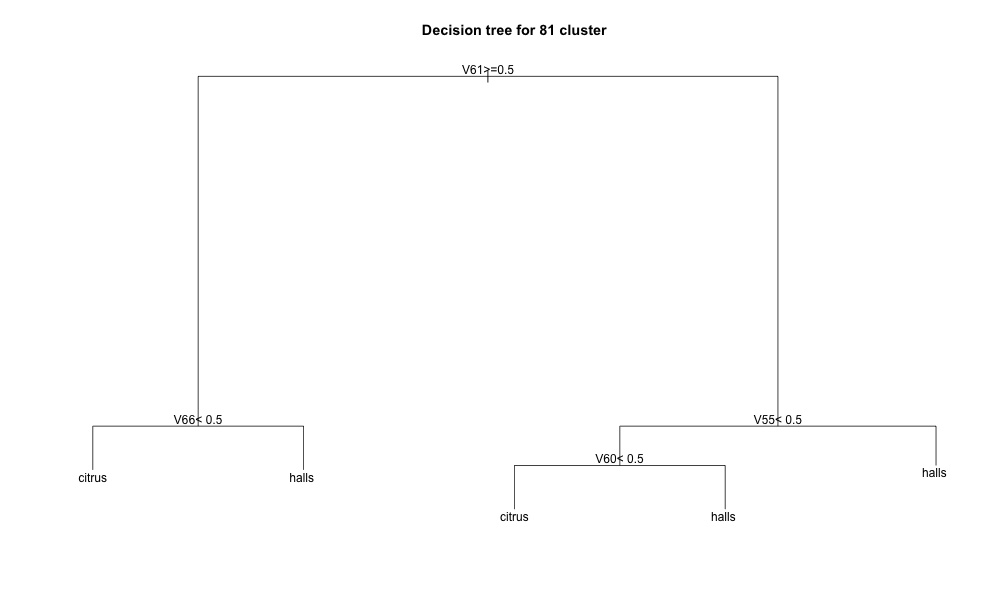 Decision tree for 81 cluster
V61>=0.5
V66< 0.5
V55< 0.5
V60< 0.5
citrus
halls
halls
citrus
halls